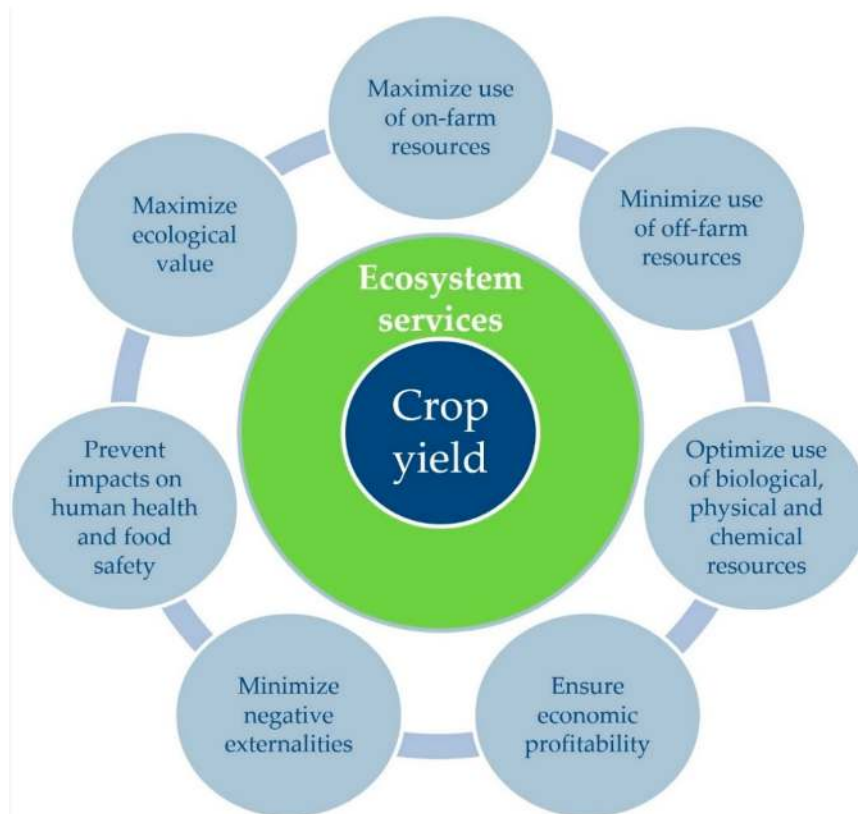 Maximize use
of on-farm
resources
Minimize use
of off-farm
resources
Optimize use
of biological,
physical and
chemical
resources
Ensure
economic
profitability
Minimize
negative
externalities
Prevent
impacts on
human health
and food
safety
Maximize
ecological
value
Ecosystem
services
Crop
yield